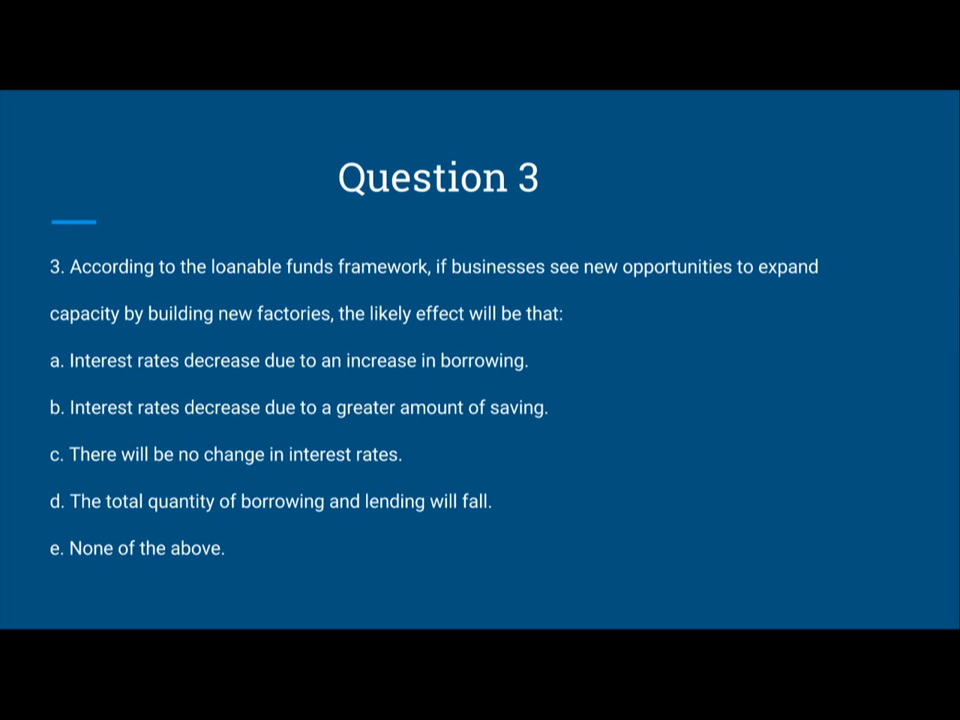 Question 3
3. According to the loanable funds framework, if businesses see new opportunities to expand
capacity by building new factories, the likely effect will be that:
a. Interest rates decrease due to an increase in borrowing.
b. Interest rates decrease due to a greater amount of saving.
c. There will be no change in interest rates.
d. The total quantity of borrowing and lending will fall.
e. None of the above.